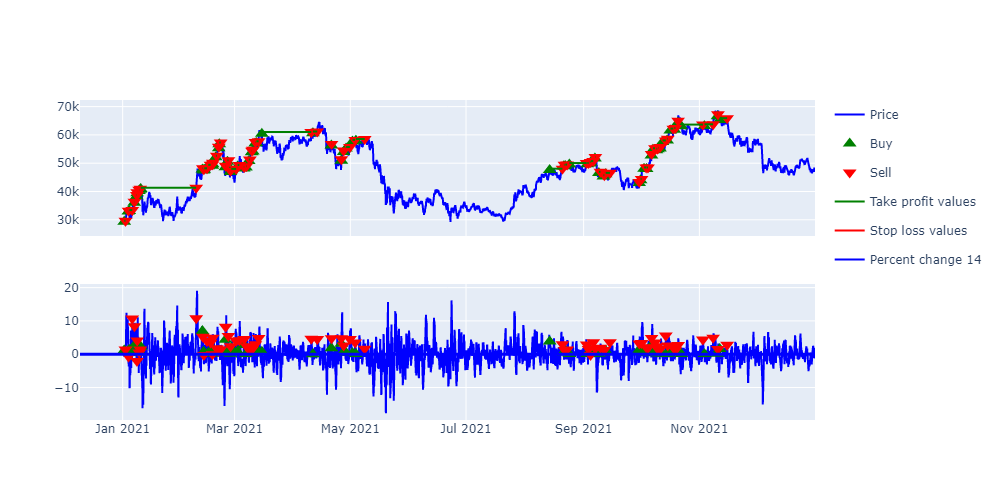 70k
60k
50k
40k
30k
20
10
0
−10
Jan 2021 Mar 2021 May 2021 Jul 2021 Sep 2021 Nov 2021
Price
Buy
Sell
Take profit values
Stop loss values
Percent change 14